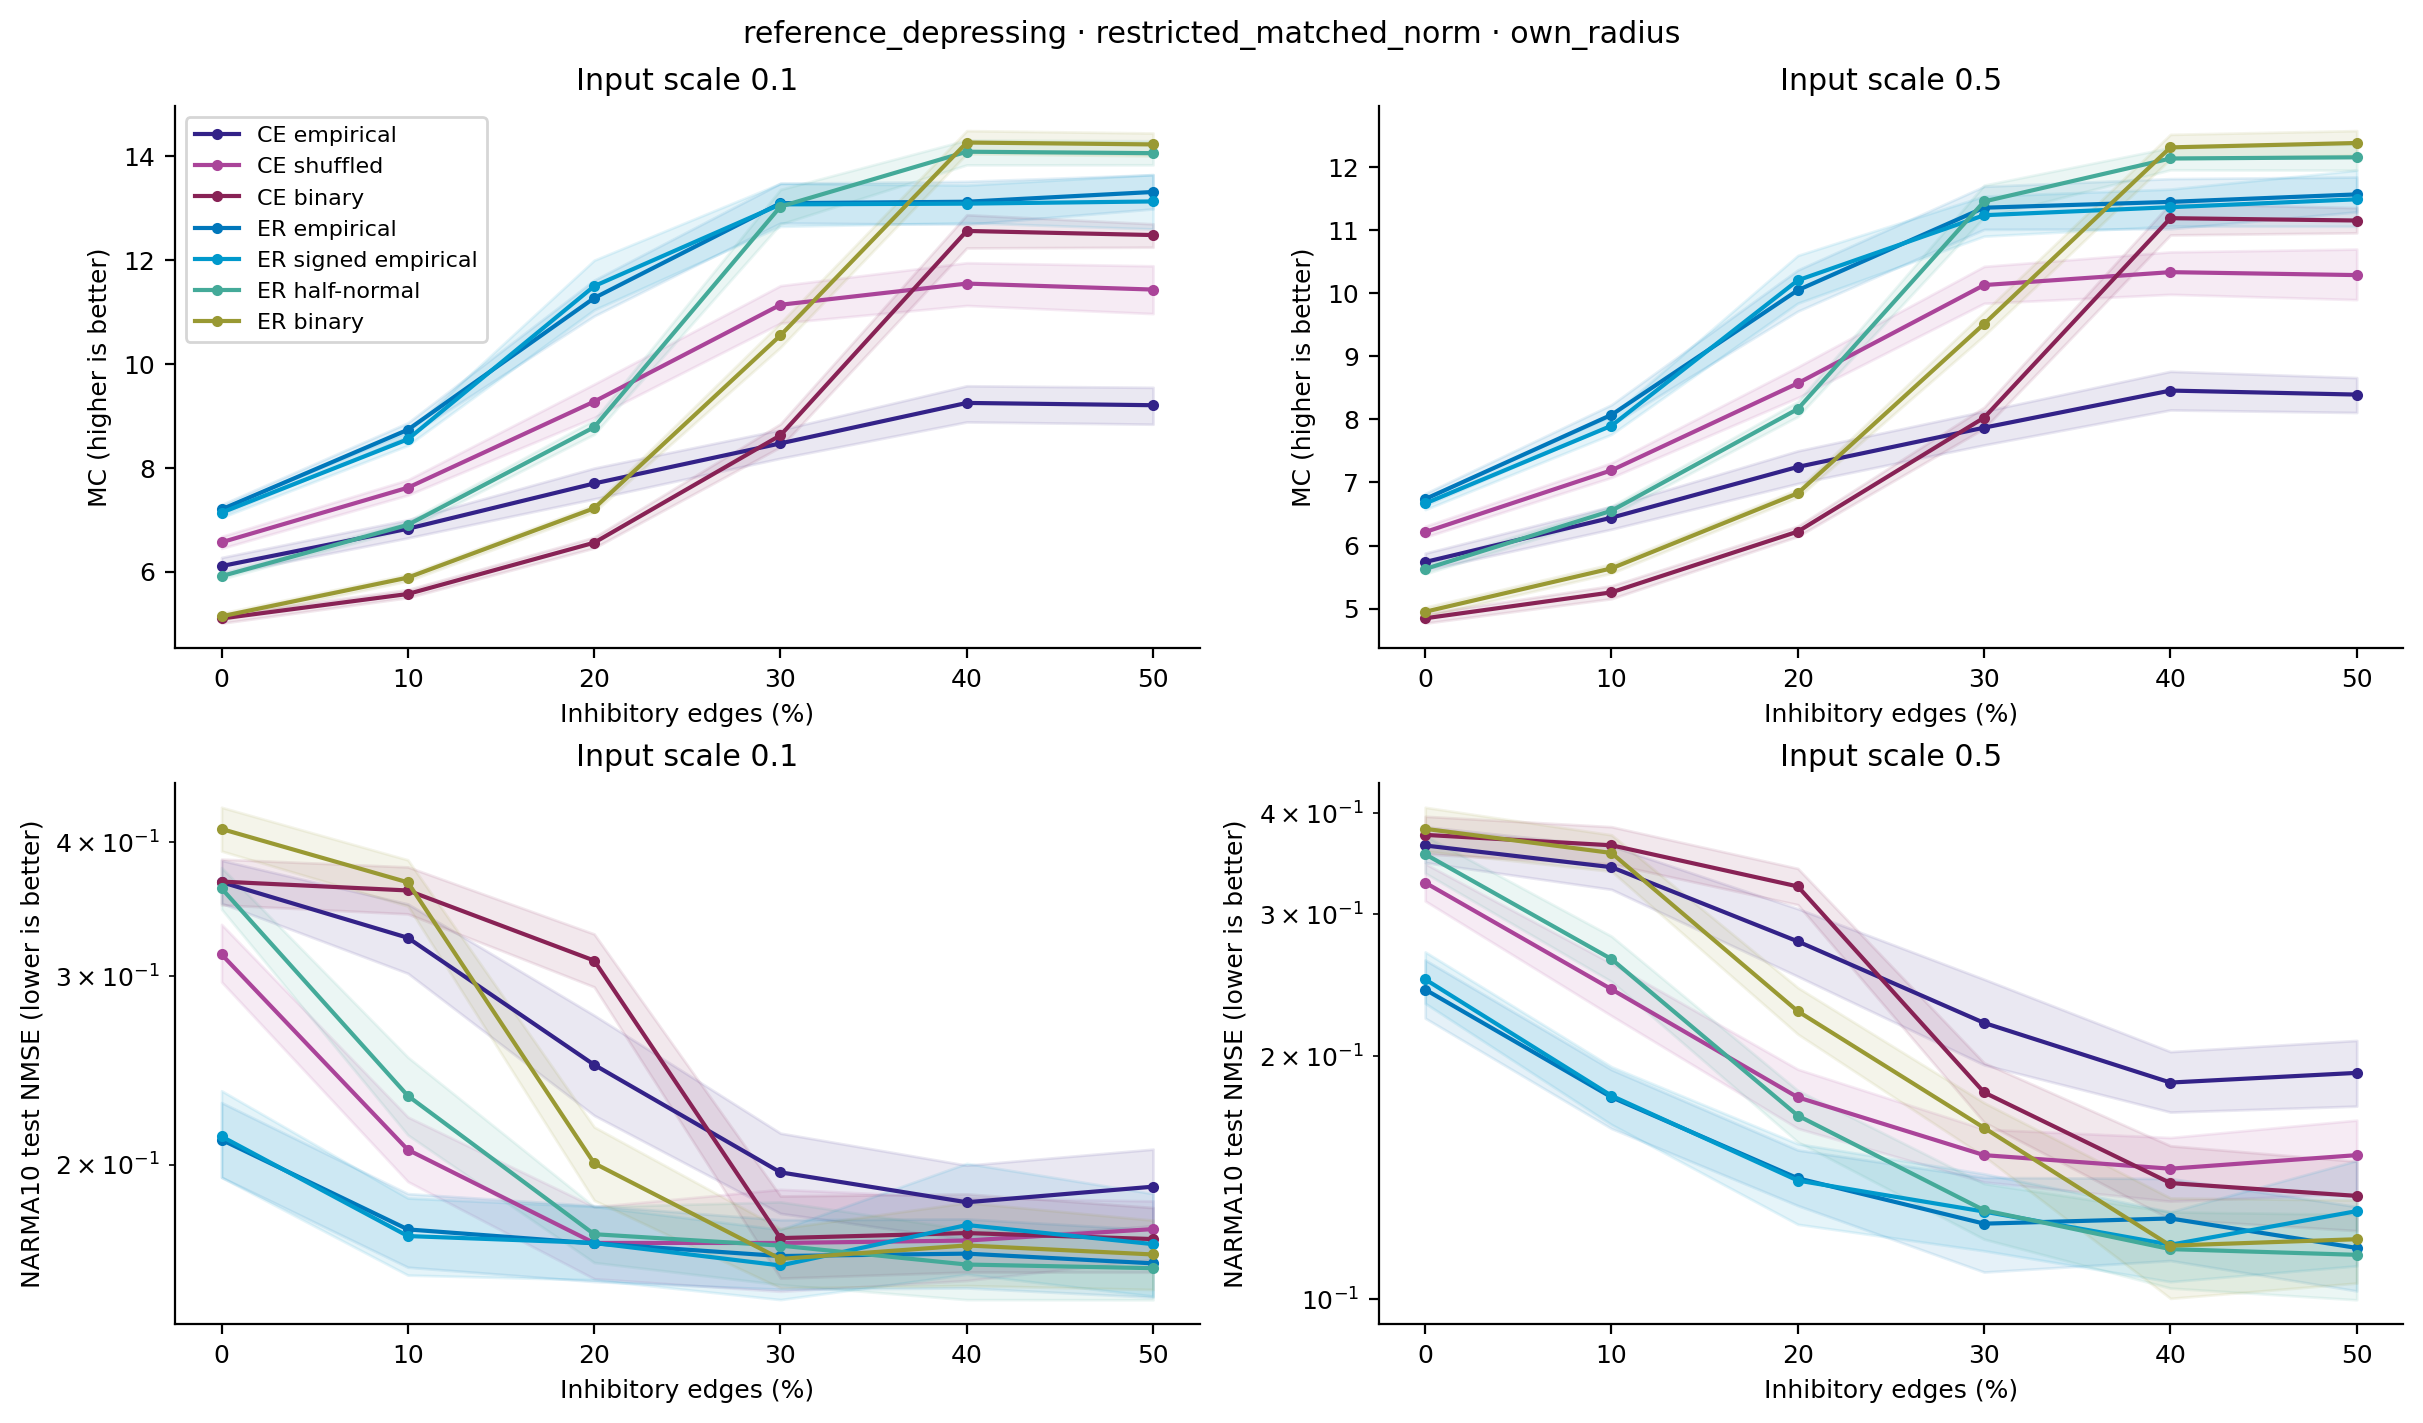 reference_depressing · restricted_matched_norm · own_radius
Input scale 0.1
MC (higher is better)
14
12
10
8
6
CE empirical
CE shuffled
CE binary
ER empirical
ER signed empirical
ER half-normal
ER binary
0 10 20 30 40 50
Inhibitory edges (%)
Input scale 0.5
MC (higher is better)
12
11
10
9
8
7
6
5
0 10 20 30 40 50
Inhibitory edges (%)
Input scale 0.1
NARMA10 test NMSE (lower is better)
4 × 10⁻¹
3 × 10⁻¹
2 × 10⁻¹
0 10 20 30 40 50
Inhibitory edges (%)
Input scale 0.5
NARMA10 test NMSE (lower is better)
4 × 10⁻¹
3 × 10⁻¹
2 × 10⁻¹
10⁻¹
0 10 20 30 40 50
Inhibitory edges (%)